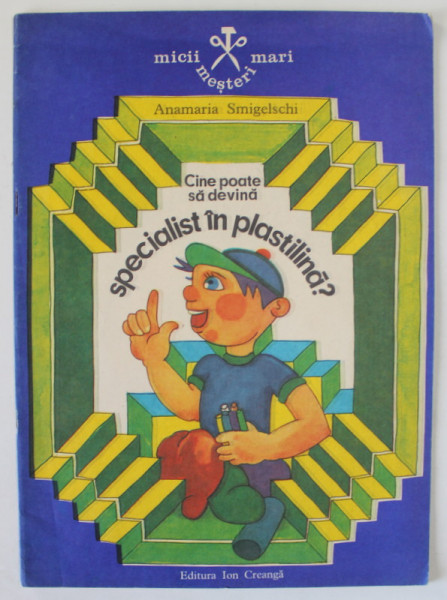 micii mari
meșteri
Anamaria Smigelschi
Cine poate
să devină
specialist în plastilină?
Editura Ion Creangă